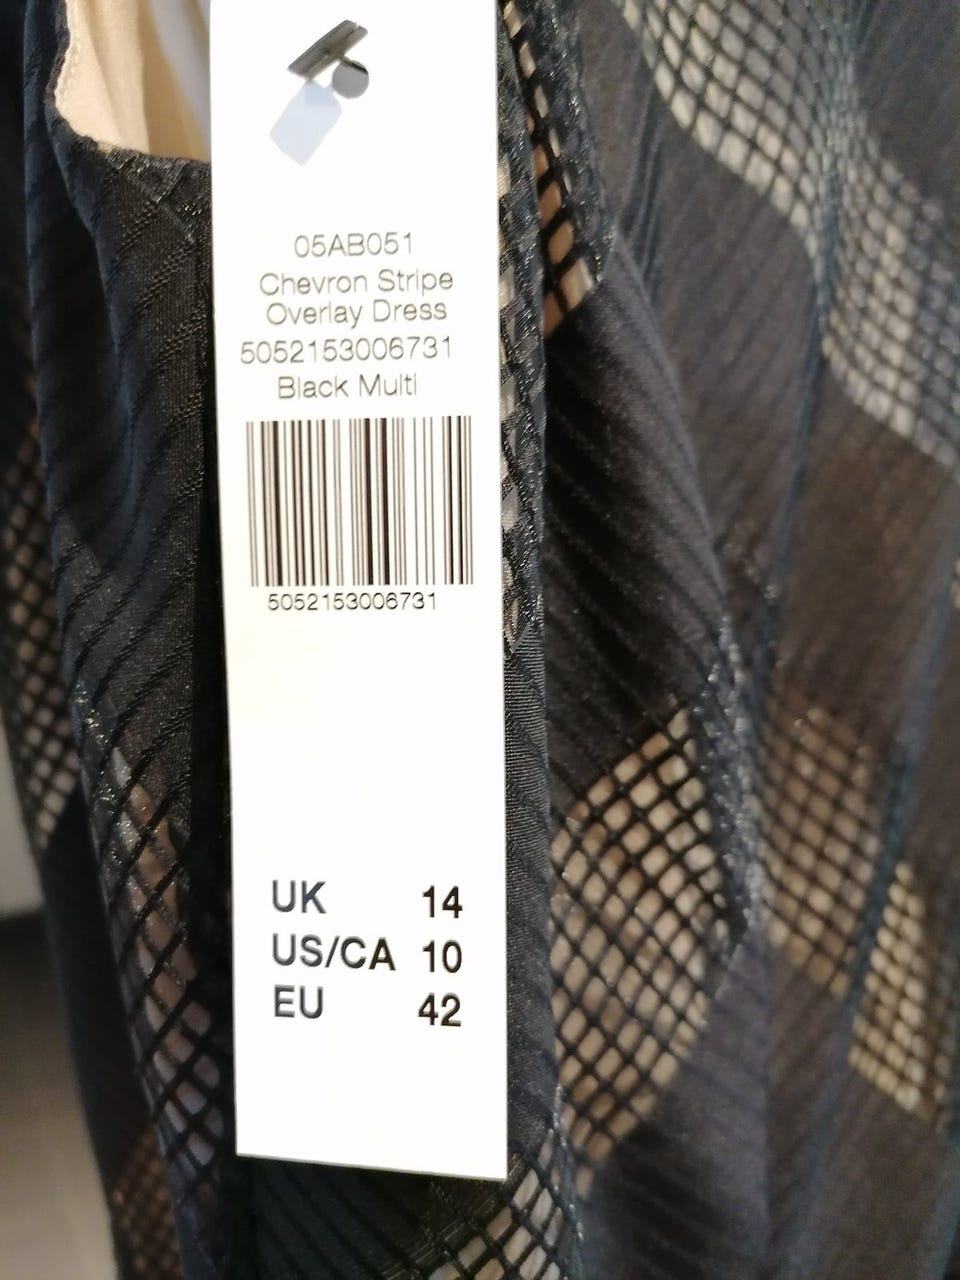 05AB051
Chevron Stripe
Overlay Dress
5052153006731
Black Multi
5052153006731
UK 14
US/CA 10
EU 42